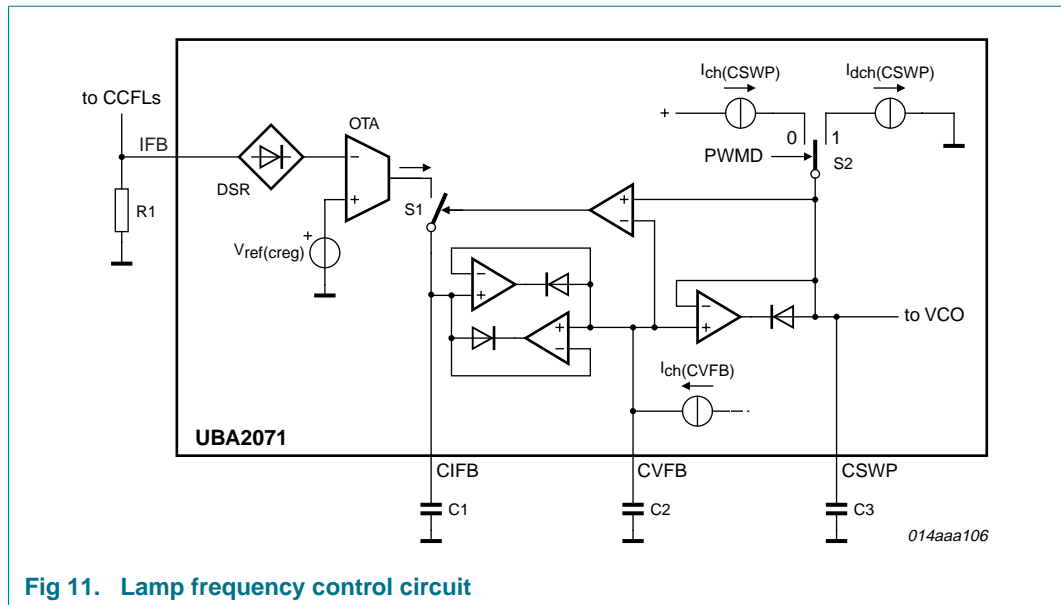 I_ch(CSWP) I_dch(CSWP)
to CCFLs
IFB
OTA
+
0 1
PWMD
S2
−
DSR
S1
+
−
R1
+
V_ref(creg)
+
−
+
−
+
to VCO
+
−
−
+
I_ch(CVFB)
UBA2071
CIFB CVFB CSWP
C1 C2 C3
014aaa106
Fig 11. Lamp frequency control circuit